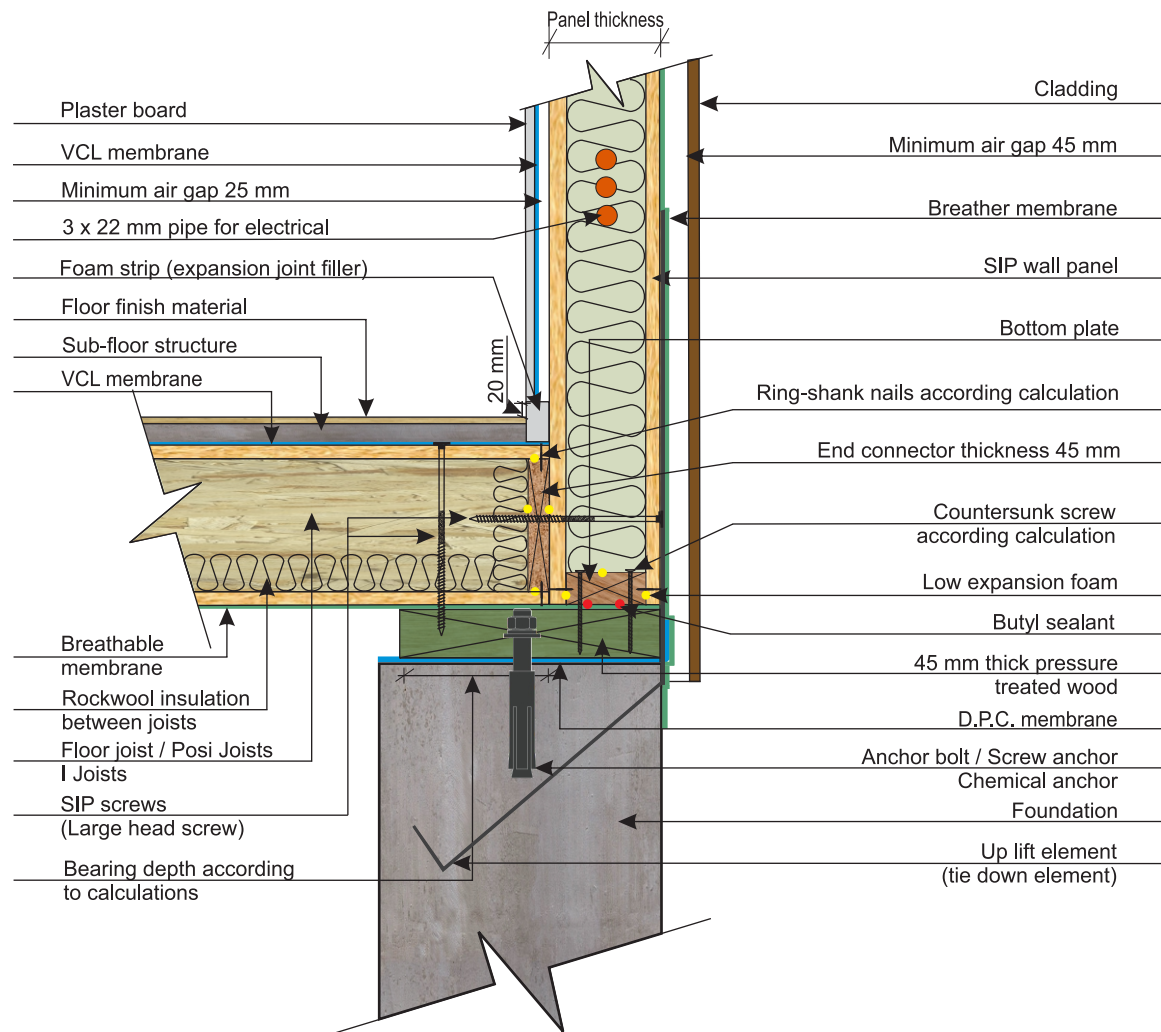 Panel thickness
Plaster board
VCL membrane
Minimum air gap 25 mm
3 x 22 mm pipe for electrical
Foam strip (expansion joint filler)
Floor finish material
Sub-floor structure
VCL membrane
20 mm
Breathable
membrane
Rockwool insulation
between joists
Floor joist / Posi Joists
I Joists
SIP screws
(Large head screw)
Bearing depth according
to calculations
Cladding
Minimum air gap 45 mm
Breather membrane
SIP wall panel
Bottom plate
Ring-shank nails according calculation
End connector thickness 45 mm
Countersunk screw
according calculation
Low expansion foam
Butyl sealant
45 mm thick pressure
treated wood
D.P.C. membrane
Anchor bolt / Screw anchor
Chemical anchor
Foundation
Up lift element
(tie down element)